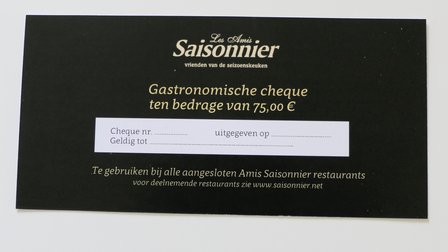 Les Amis
Saisonnier
vrienden van de seizoenskeuken
Gastronomische cheque
ten bedrage van 75,00 €
Cheque nr. ............... uitgegeven op ...............
Geldig tot ...............
Te gebruiken bij alle aangesloten Amis Saisonnier restaurants
voor deelnemende restaurants zie www.saisonnier.net